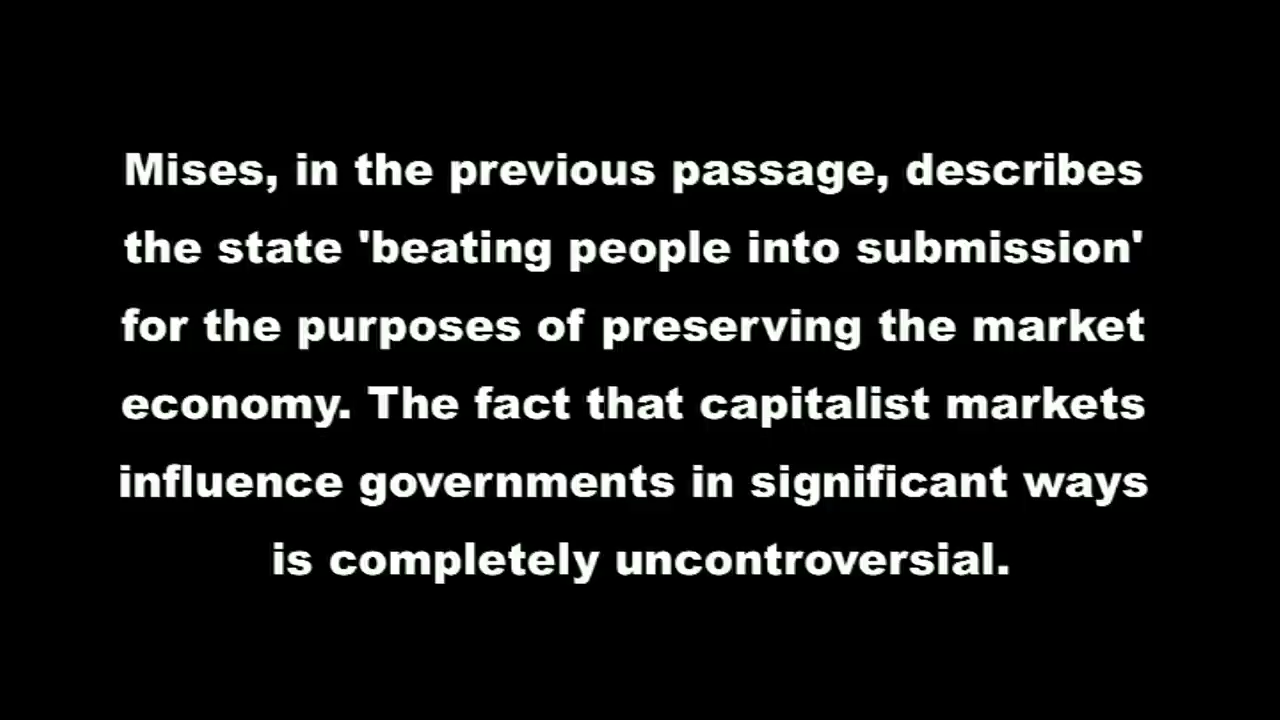 Mises, in the previous passage, describes
the state 'beating people into submission'
for the purposes of preserving the market
economy. The fact that capitalist markets
influence governments in significant ways
is completely uncontroversial.